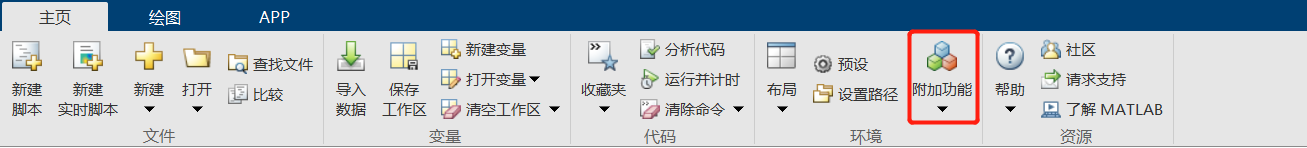 主页
绘图
APP
新建
脚本
新建
实时脚本
新建
打开
查找文件
比较
文件
导入
数据
保存
工作区
新建变量
打开变量
清空工作区
变量
收藏夹
分析代码
运行并计时
清除命令
代码
布局
预设
设置路径
附加功能
环境
帮助
社区
请求支持
了解 MATLAB
资源